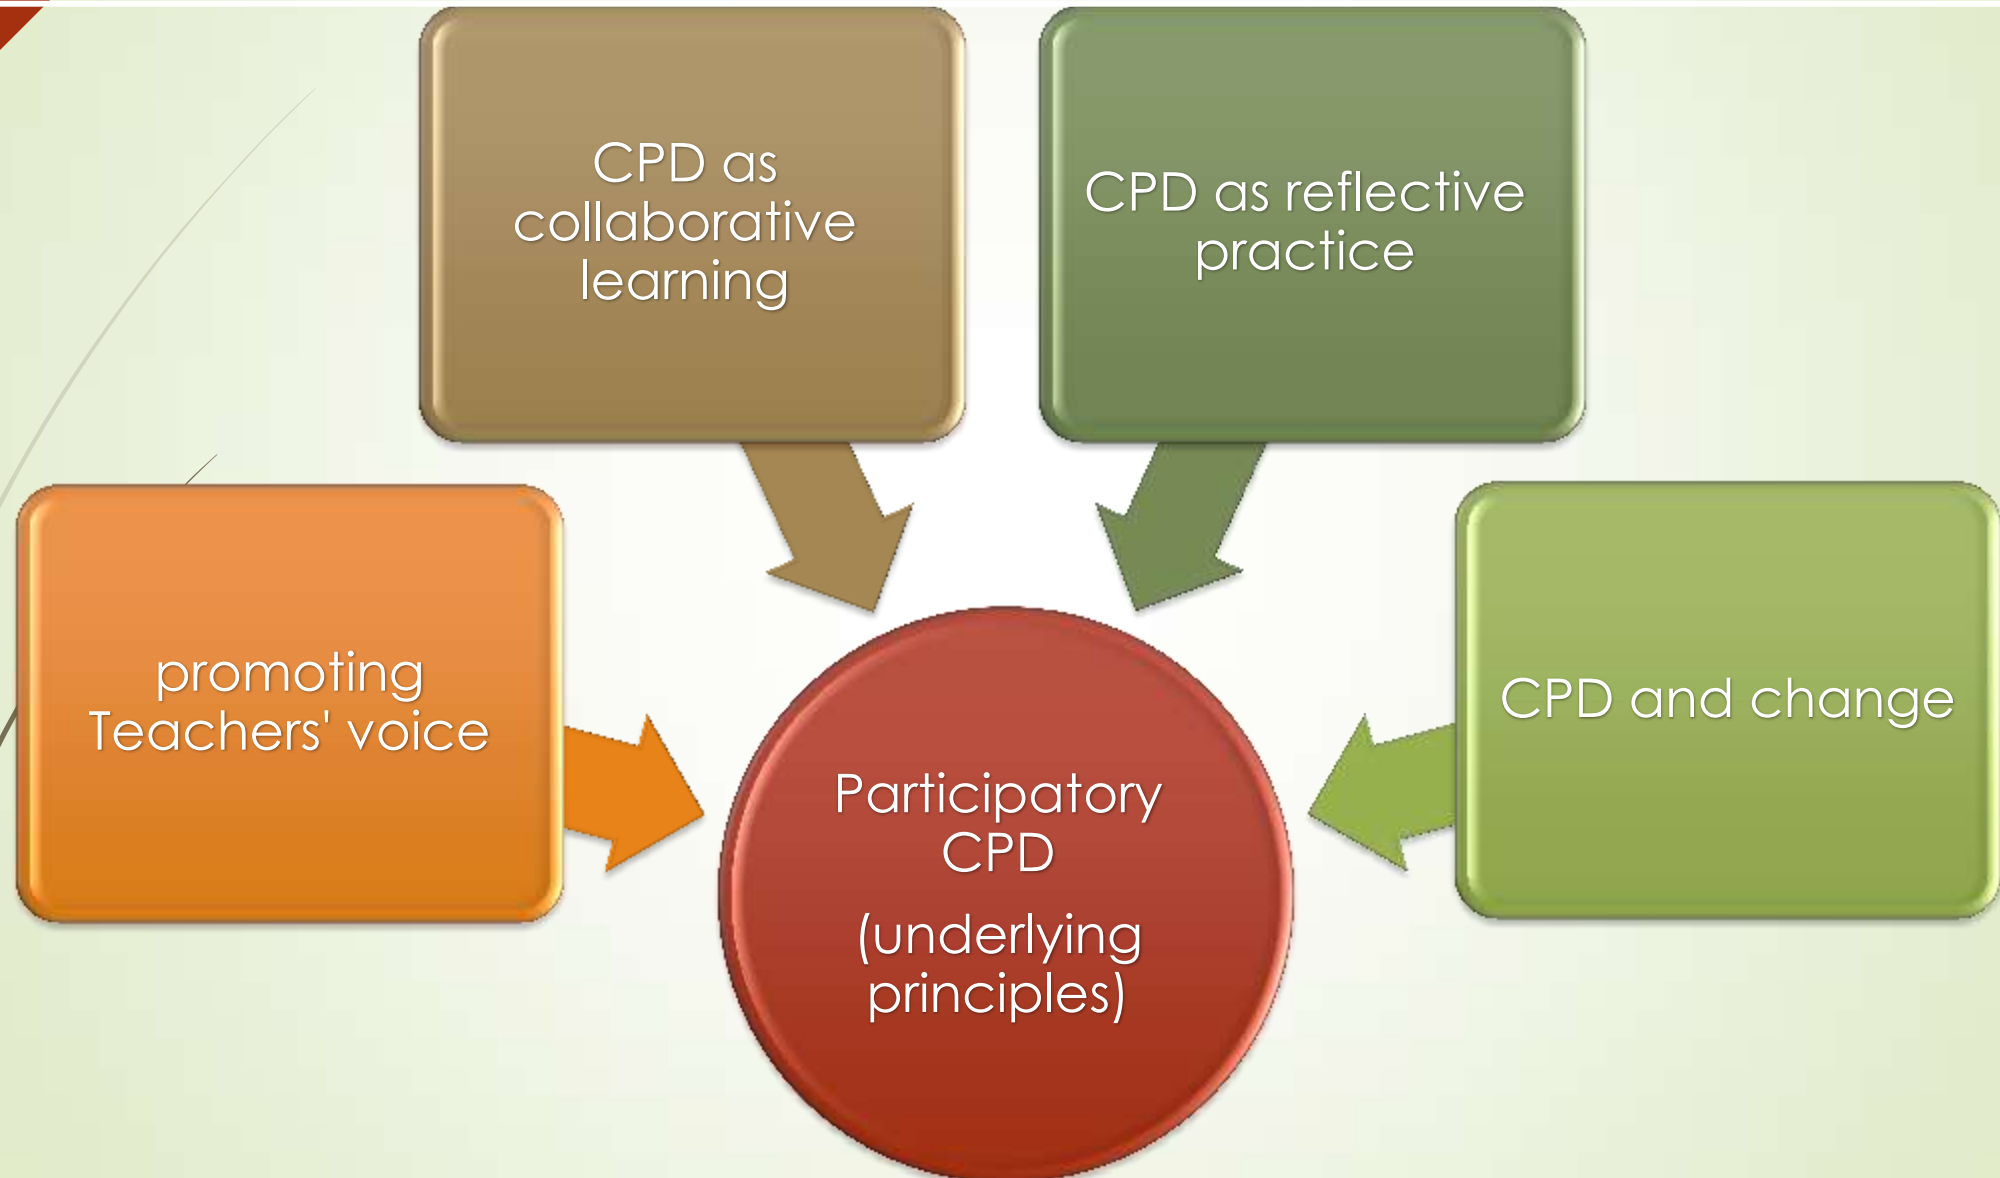 CPD as
collaborative
learning
CPD as reflective
practice
promoting
Teachers' voice
CPD and change
Participatory
CPD
(underlying
principles)